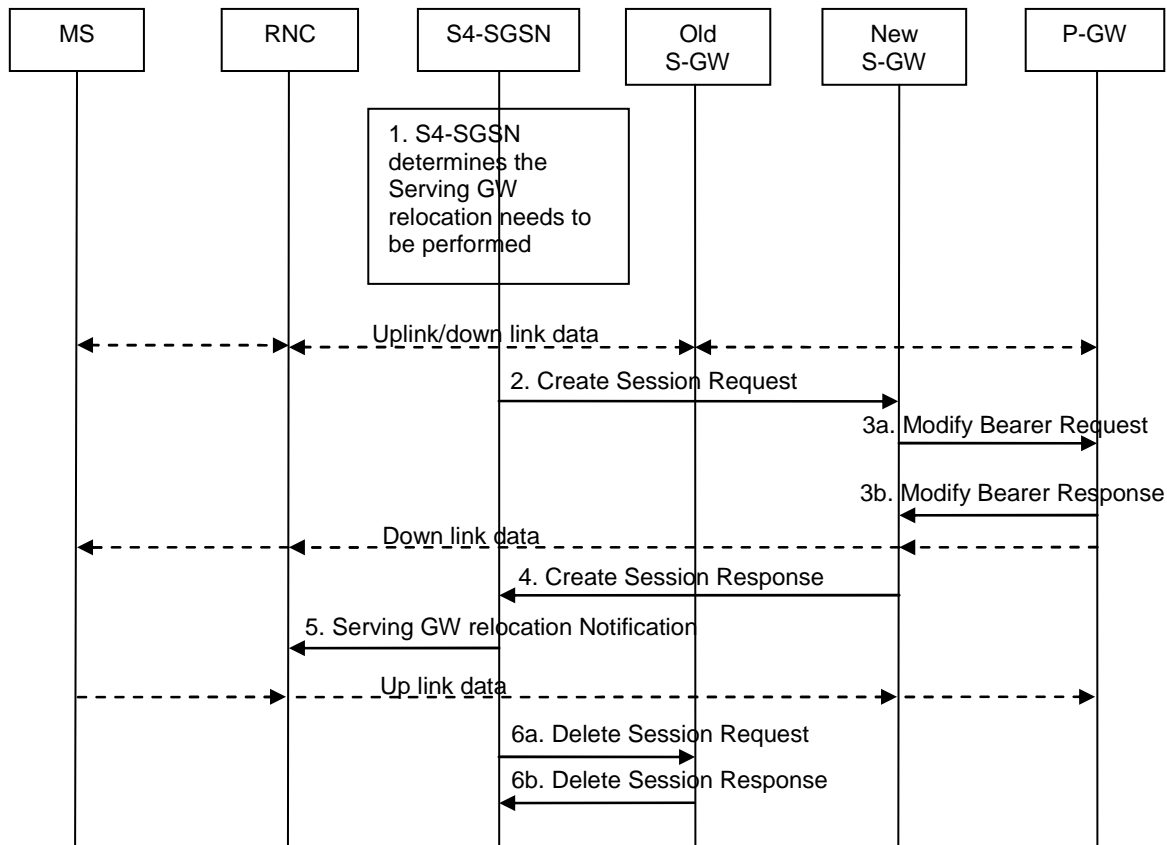 MS
RNC
S4-SGSN
Old
S-GW
New
S-GW
P-GW
1. S4-SGSN
determines the
Serving GW
relocation needs to
be performed
Uplink/down link data
2. Create Session Request
3a. Modify Bearer Request
3b. Modify Bearer Response
Down link data
4. Create Session Response
5. Serving GW relocation Notification
Up link data
6a. Delete Session Request
6b. Delete Session Response